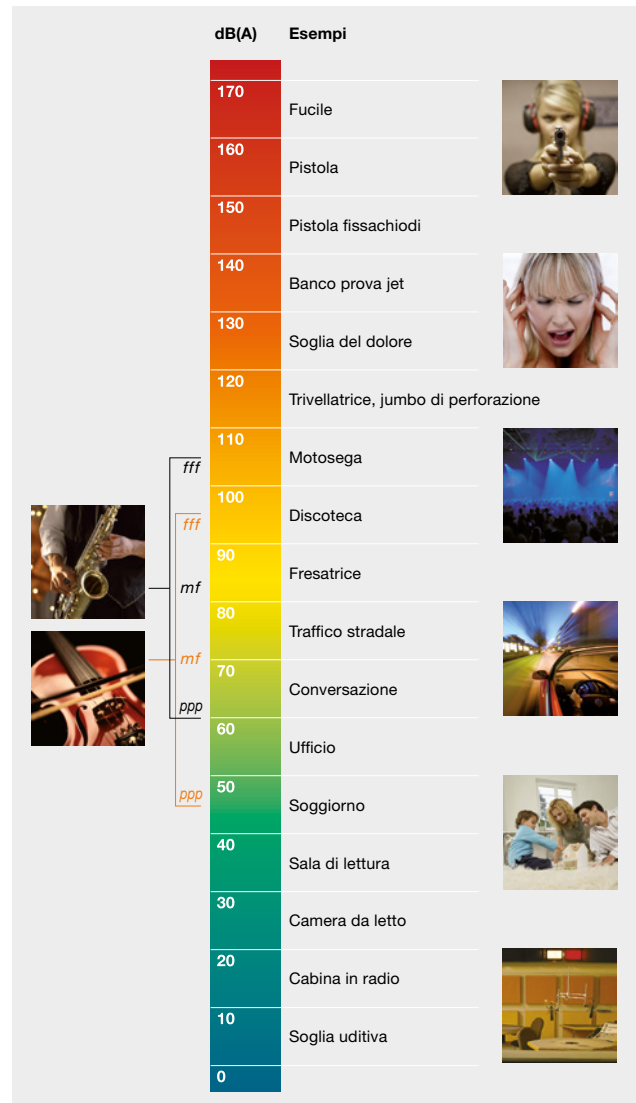 dB(A) Esempi
170
Fucile
160
Pistola
150
Pistola fissachiodi
140
Banco prova jet
130
Soglia del dolore
120
Trivellatrice, jumbo di perforazione
110
fff Motosega
100
fff Discoteca
90
mf Fresatrice
80
Traffico stradale
mf
70
ppp Conversazione
60
Ufficio
50
ppp Soggiorno
40
Sala di lettura
30
Camera da letto
20
Cabina in radio
10
Soglia uditiva
0